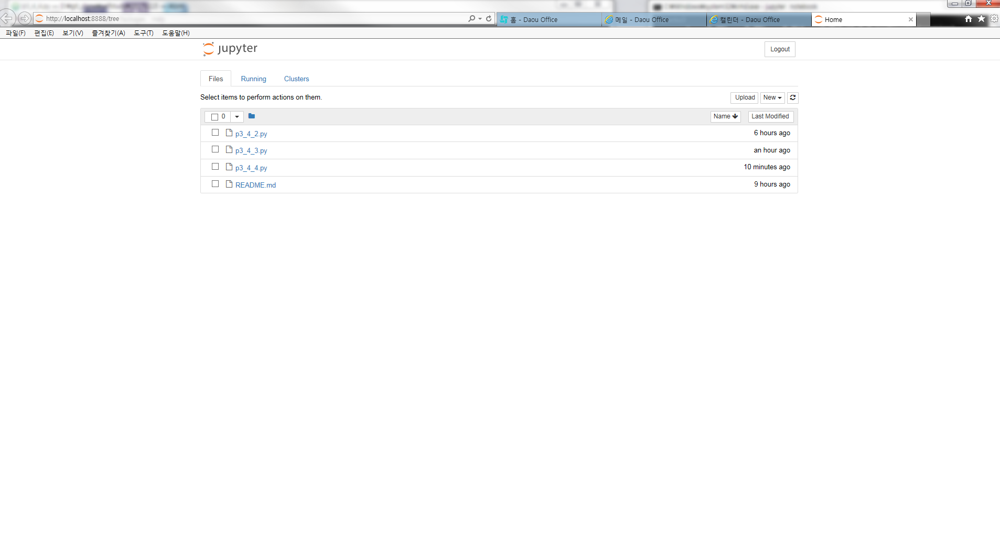 http://localhost:8888/tree
홈 - Daou Office
메일 - Daou Office
캘린더 - Daou Office
Home
파일(F) 편집(E) 보기(V) 즐겨찾기(A) 도구(T) 도움말(H)
jupyter
Logout
Files Running Clusters
Select items to perform actions on them.
Upload New
0 Name Last Modified
p3_4_2.py 6 hours ago
p3_4_3.py an hour ago
p3_4_4.py 10 minutes ago
README.md 9 hours ago